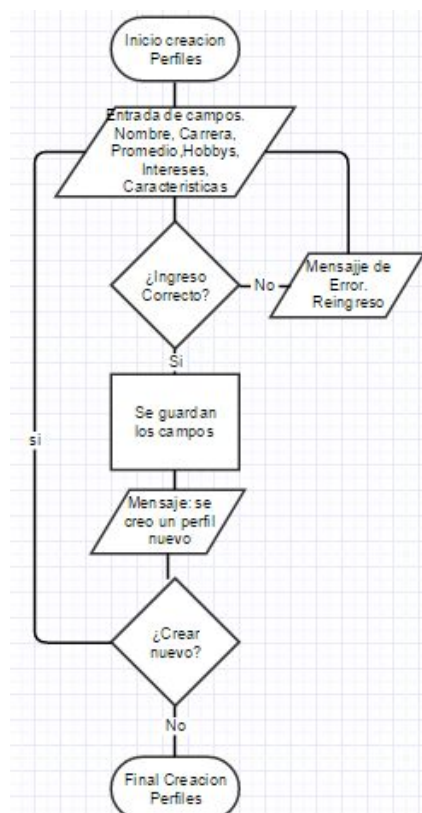 Inicio creacion
Perfiles
Entrada de campos.
Nombre, Carrera,
Promedio,Hobbys,
Intereses,
Caracteristicas
¿Ingreso
Correcto?
No
Mensajje de
Error.
Reingreso
Si
Se guardan
los campos
si
Mensaje: se
creo un perfil
nuevo
¿Crear
nuevo?
No
Final Creacion
Perfiles